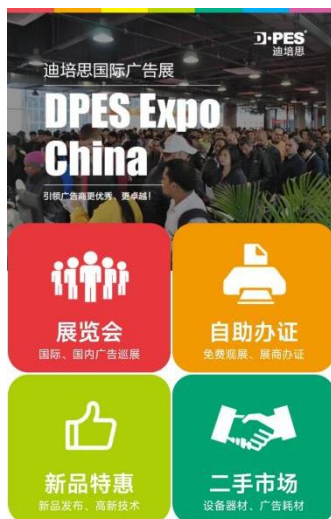 D·PES
迪培思
迪培思国际广告展
DPES Expo
China
引领广告商更优秀、更卓越！
展览会
国际、国内广告巡展
自助办证
免费观展、展商办证
新品特惠
新品发布、高新技术
二手市场
设备器材、广告耗材